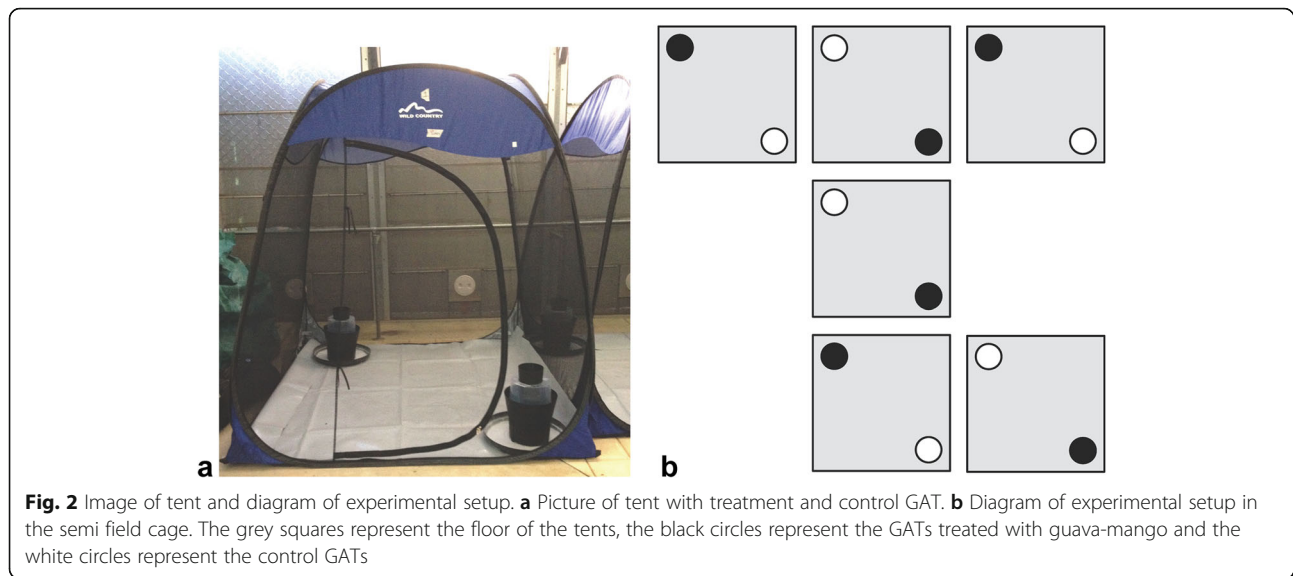 WILD COUNTRY
a
b
Fig. 2 Image of tent and diagram of experimental setup. a Picture of tent with treatment and control GAT. b Diagram of experimental setup in
the semi field cage. The grey squares represent the floor of the tents, the black circles represent the GATs treated with guava-mango and the
white circles represent the control GATs